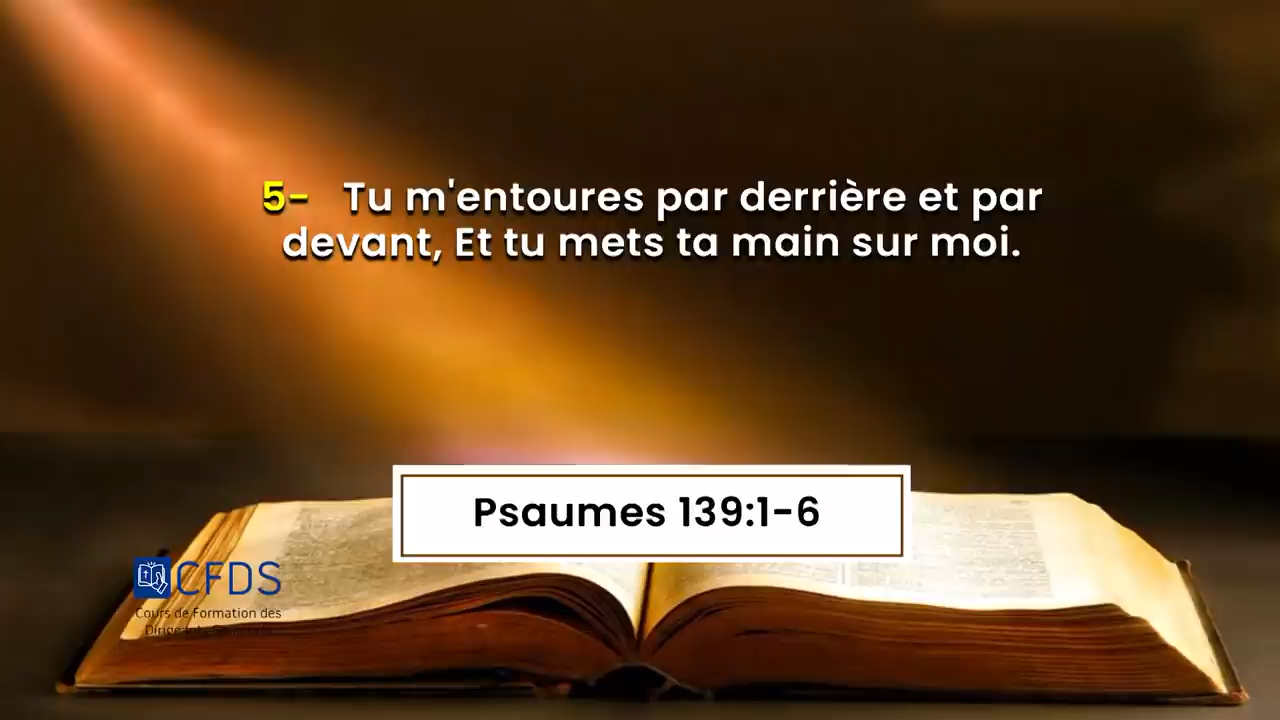 5- Tu m'entoures par derrière et par
devant, Et tu mets ta main sur moi.
Psaumes 139:1-6
CFDS
Cours de Formation des